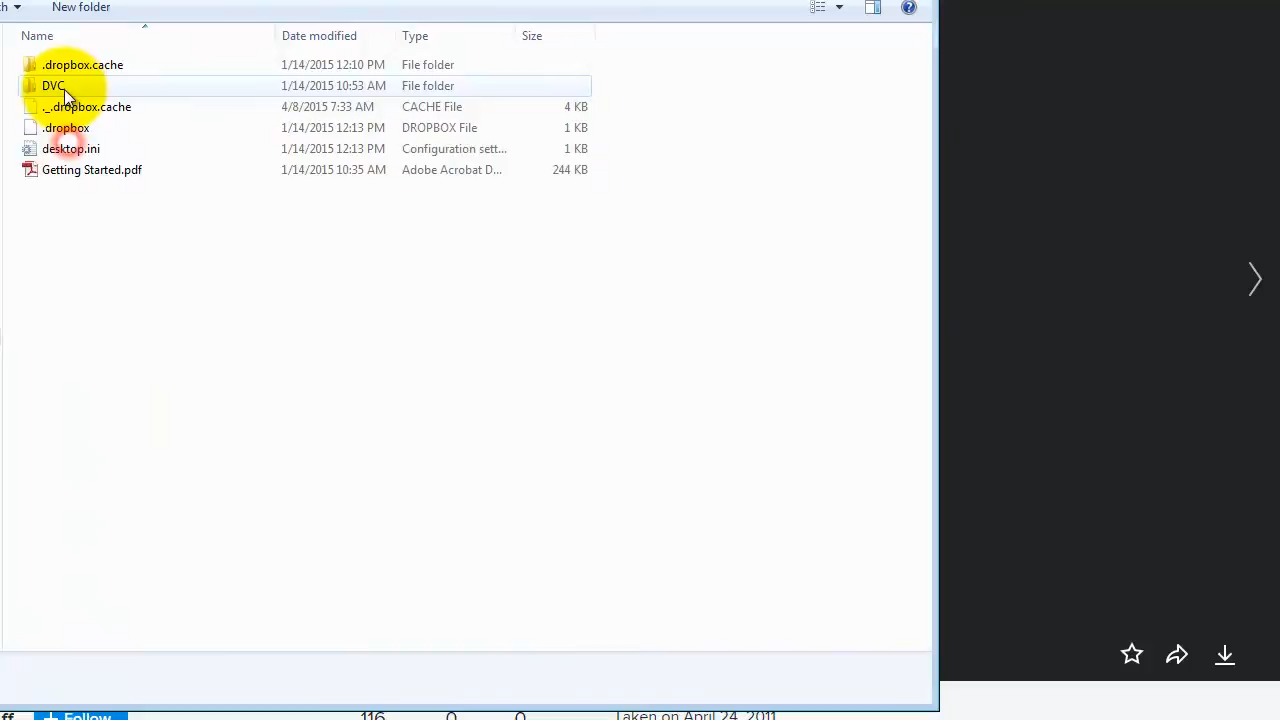 New folder
Name Date modified Type Size
.dropbox.cache 1/14/2015 12:10 PM File folder
DVC 1/14/2015 10:53 AM File folder
._.dropbox.cache 4/8/2015 7:33 AM CACHE File 4 KB
.dropbox 1/14/2015 12:13 PM DROPBOX File 1 KB
desktop.ini 1/14/2015 12:13 PM Configuration sett... 1 KB
Getting Started.pdf 1/14/2015 10:35 AM Adobe Acrobat D... 244 KB
+ Follow 116 0 0 Taken on April 24, 2011